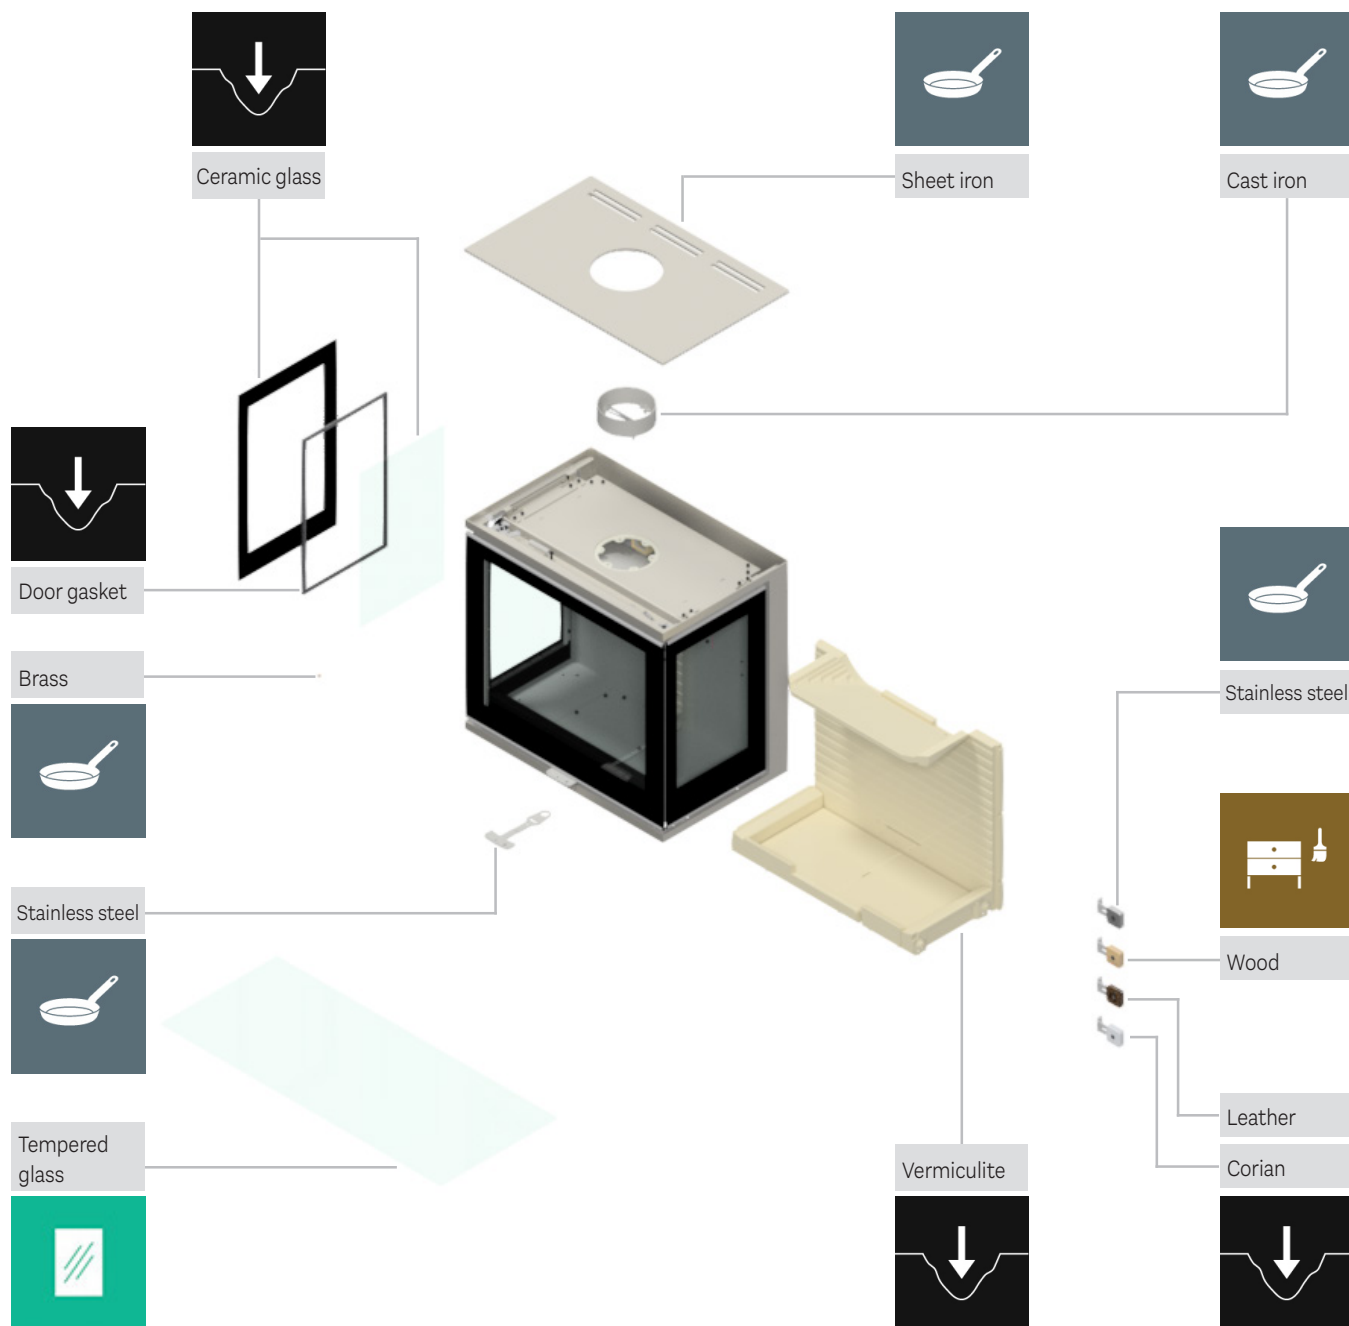 Ceramic glass
Sheet iron
Cast iron
Door gasket
Brass
Stainless steel
Stainless steel
Wood
Tempered
glass
Vermiculite
Leather
Corian